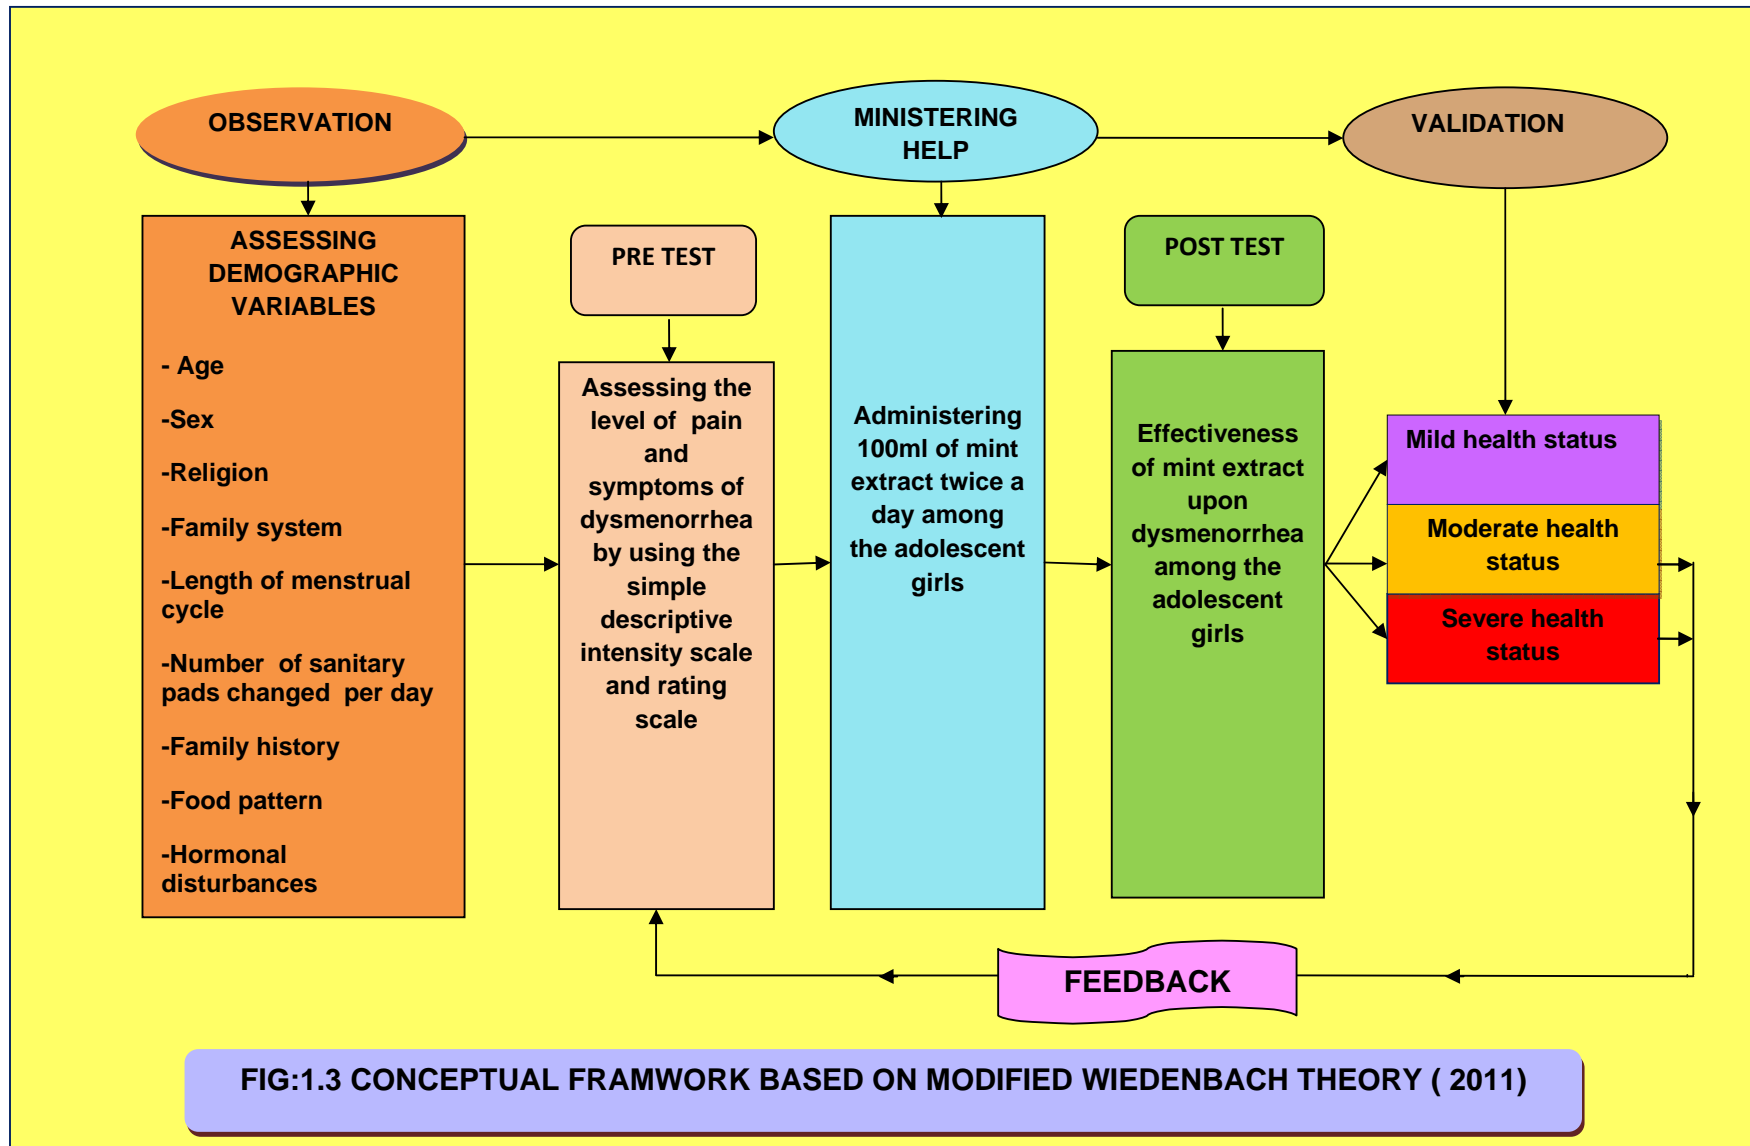 OBSERVATION
MINISTERING
HELP
VALIDATION
ASSESSING
DEMOGRAPHIC
VARIABLES
- Age
-Sex
-Religion
-Family system
-Length of menstrual
cycle
-Number of sanitary
pads changed per day
-Family history
-Food pattern
-Hormonal
disturbances
PRE TEST
Assessing the
level of pain
and
symptoms of
dysmenorrhea
by using the
simple
descriptive
intensity scale
and rating
scale
Administering
100ml of mint
extract twice a
day among
the adolescent
girls
POST TEST
Effectiveness
of mint extract
upon
dysmenorrhea
among the
adolescent
girls
Mild health status
Moderate health
status
Severe health
status
FEEDBACK
FIG:1.3 CONCEPTUAL FRAMWORK BASED ON MODIFIED WIEDENBACH THEORY ( 2011)